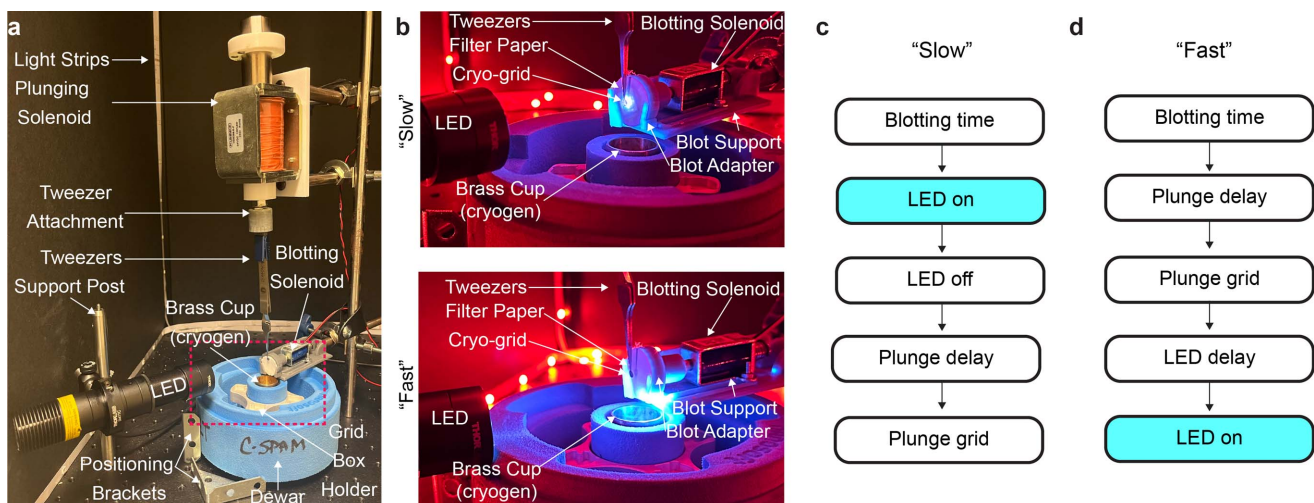 a
Light Strips
Plunging
Solenoid
Tweezer
Attachment
Tweezers
Support Post
Blotting
Solenoid
Brass Cup
(cryogen)
LED
C-SPAM
Positioning
Brackets
Dewar
Grid
Box
Holder
b
"Slow"
Tweezers
Filter Paper
Cryo-grid
Blotting Solenoid
LED
Blot Support
Blot Adapter
Brass Cup
(cryogen)
"Fast"
Tweezers
Filter Paper
Cryo-grid
Blotting Solenoid
LED
Blot Support
Blot Adapter
Brass Cup
(cryogen)
c
“Slow”
Blotting time
LED on
LED off
Plunge delay
Plunge grid
d
“Fast”
Blotting time
Plunge delay
Plunge grid
LED delay
LED on